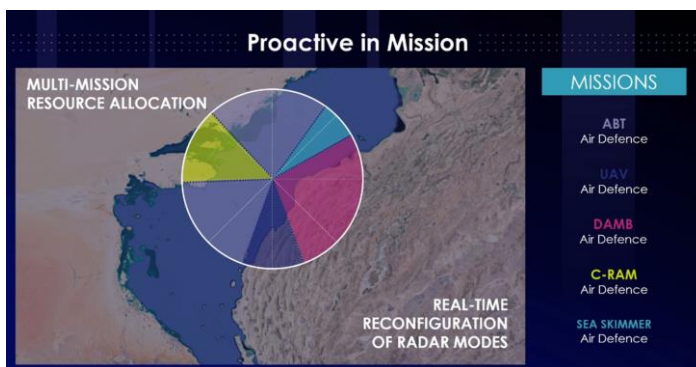 Proactive in Mission
MULTI-MISSION
RESOURCE ALLOCATION
REAL-TIME
RECONFIGURATION
OF RADAR MODES
MISSIONS
ABT
Air Defence
UAV
Air Defence
DAMB
Air Defence
C-RAM
Air Defence
SEA SKIMMER
Air Defence